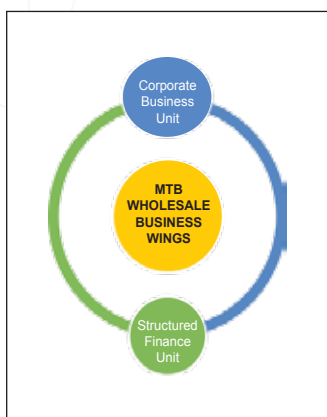 Corporate
Business
Unit
MTB
WHOLESALE
BUSINESS
WINGS
Structured
Finance
Unit